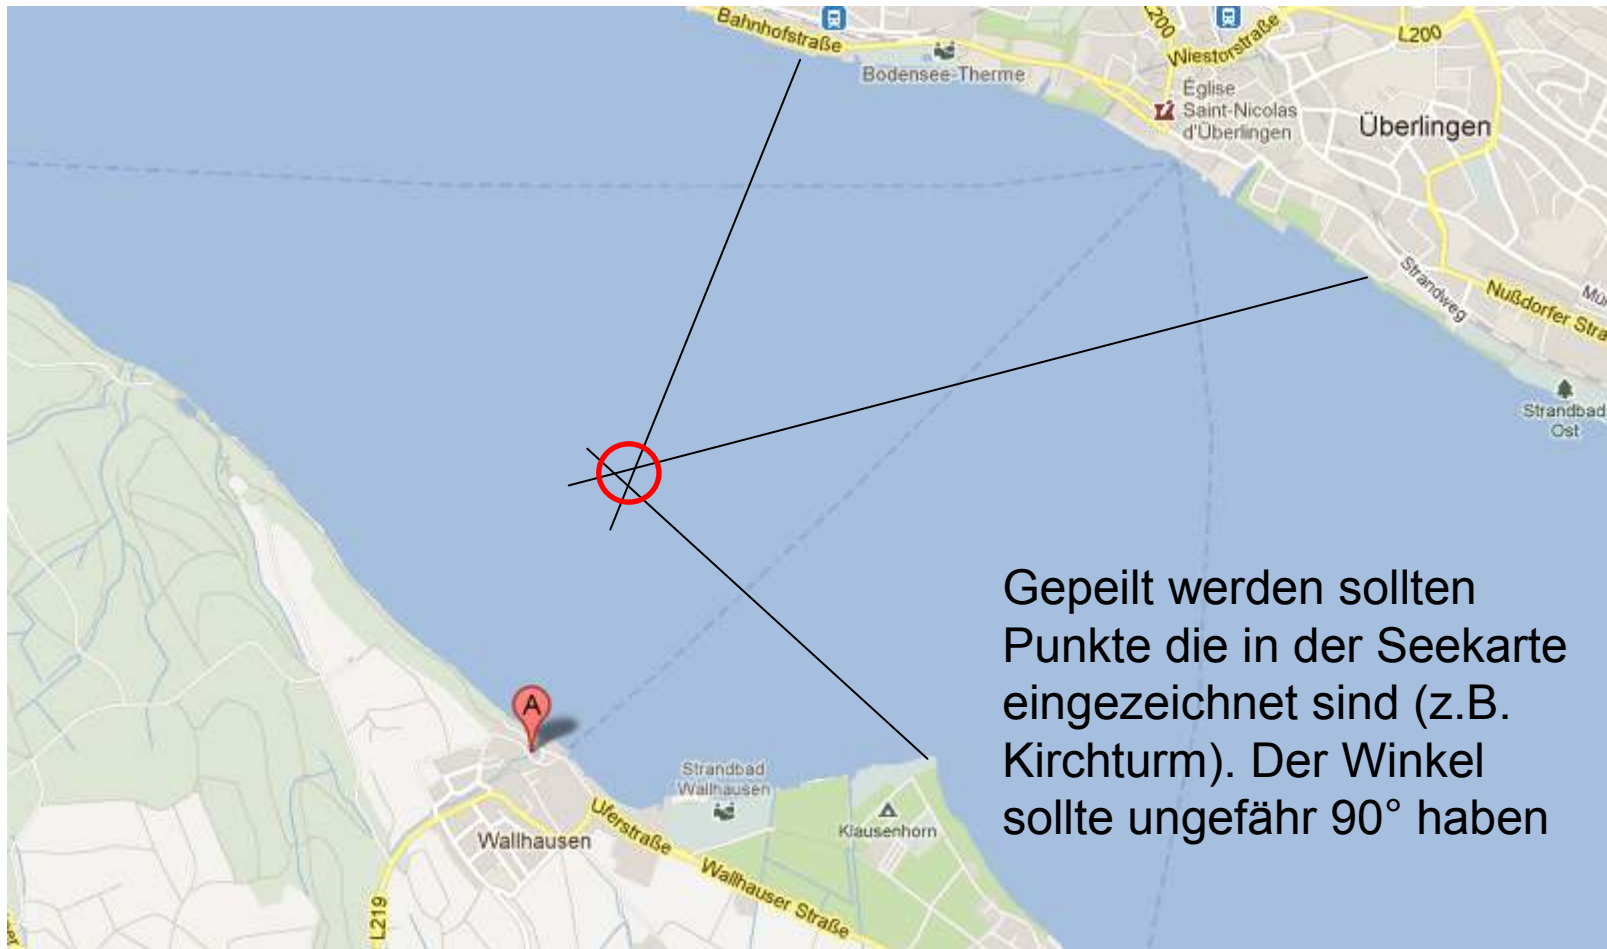 Bahnhofstraße
Bodensee-Therme
L200
Wiestorstraße
L200
Église
Saint-Nicolas
d'Überlingen
Überlingen
Strandweg
Nußdorfer Stra
Mü
Strandbad
Ost
A
Strandbad
Wallhausen
Uferstraße
Wallhausen
Klausenhorn
Wallhauser Straße
L219
Gepeilt werden sollten
Punkte die in der Seekarte
eingezeichnet sind (z.B.
Kirchturm). Der Winkel
sollte ungefähr 90° haben